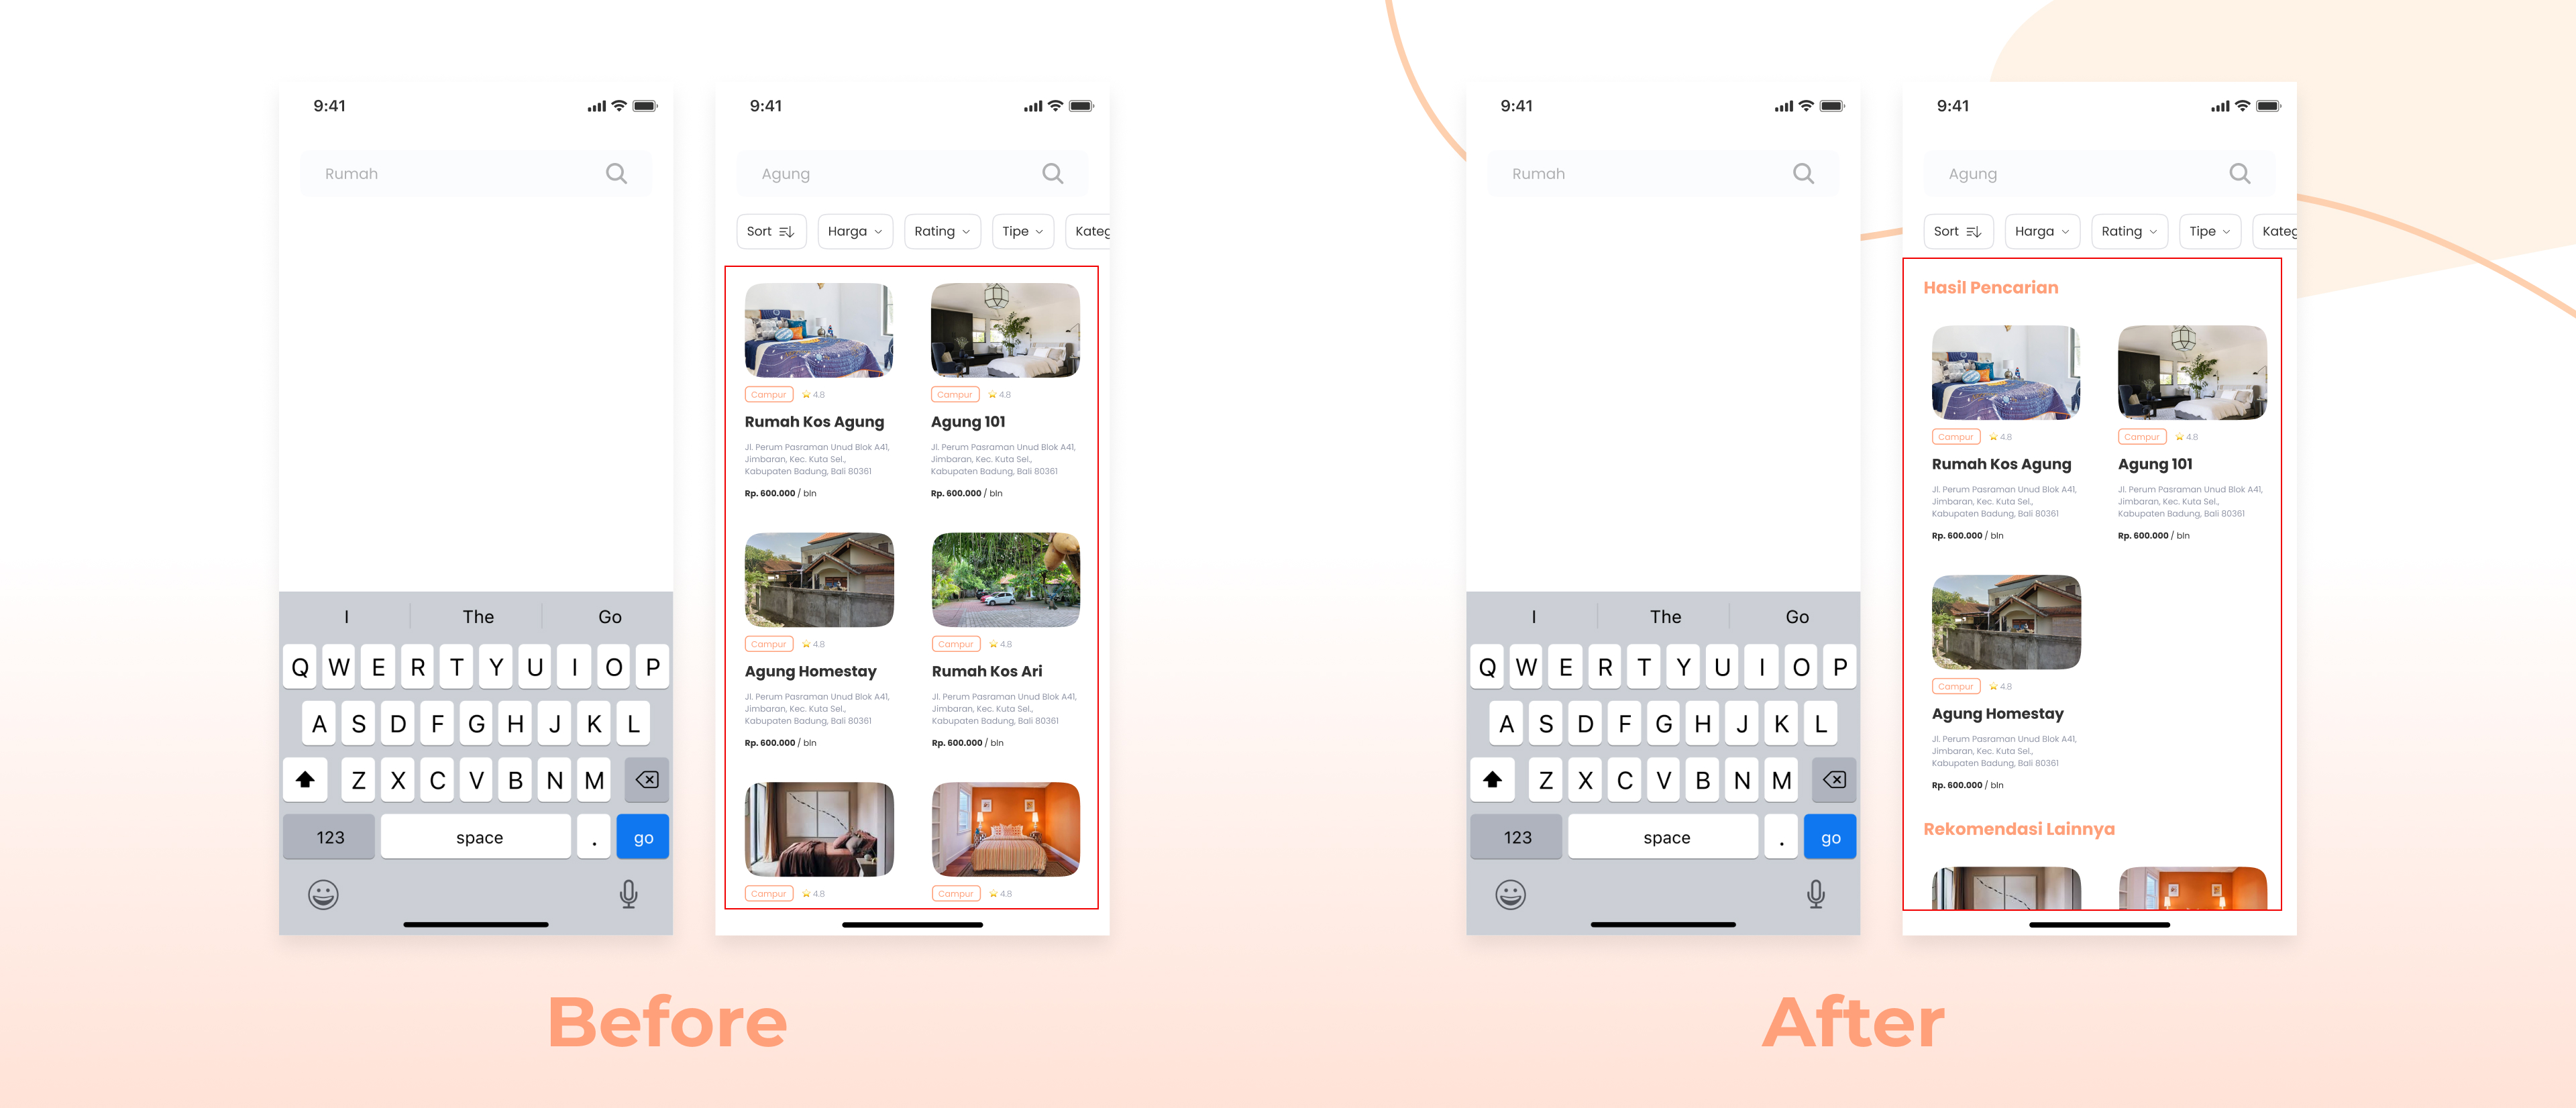 9:41
Rumah
I The Go
Q W E R T Y U I O P
A S D F G H J K L
Z X C V B N M
123 space . go
9:41
Agung
Sort Harga Rating Tipe Kateg
Campur 4.8
Rumah Kos Agung
Jl. Perum Pasraman Unud Blok A41,
Jimbaran, Kec. Kuta Sel.,
Kabupaten Badung, Bali 80361
Rp. 600.000 / bln
Campur 4.8
Agung 101
Jl. Perum Pasraman Unud Blok A41,
Jimbaran, Kec. Kuta Sel.,
Kabupaten Badung, Bali 80361
Rp. 600.000 / bln
Campur 4.8
Agung Homestay
Jl. Perum Pasraman Unud Blok A41,
Jimbaran, Kec. Kuta Sel.,
Kabupaten Badung, Bali 80361
Rp. 600.000 / bln
Campur 4.8
Rumah Kos Ari
Jl. Perum Pasraman Unud Blok A41,
Jimbaran, Kec. Kuta Sel.,
Kabupaten Badung, Bali 80361
Rp. 600.000 / bln
Campur 4.8
Campur 4.8
Before
9:41
Rumah
I The Go
Q W E R T Y U I O P
A S D F G H J K L
Z X C V B N M
123 space . go
9:41
Agung
Sort Harga Rating Tipe Kateg
Hasil Pencarian
Campur 4.8
Rumah Kos Agung
Jl. Perum Pasraman Unud Blok A41,
Jimbaran, Kec. Kuta Sel.,
Kabupaten Badung, Bali 80361
Rp. 600.000 / bln
Campur 4.8
Agung 101
Jl. Perum Pasraman Unud Blok A41,
Jimbaran, Kec. Kuta Sel.,
Kabupaten Badung, Bali 80361
Rp. 600.000 / bln
Campur 4.8
Agung Homestay
Jl. Perum Pasraman Unud Blok A41,
Jimbaran, Kec. Kuta Sel.,
Kabupaten Badung, Bali 80361
Rp. 600.000 / bln
Rekomendasi Lainnya
After